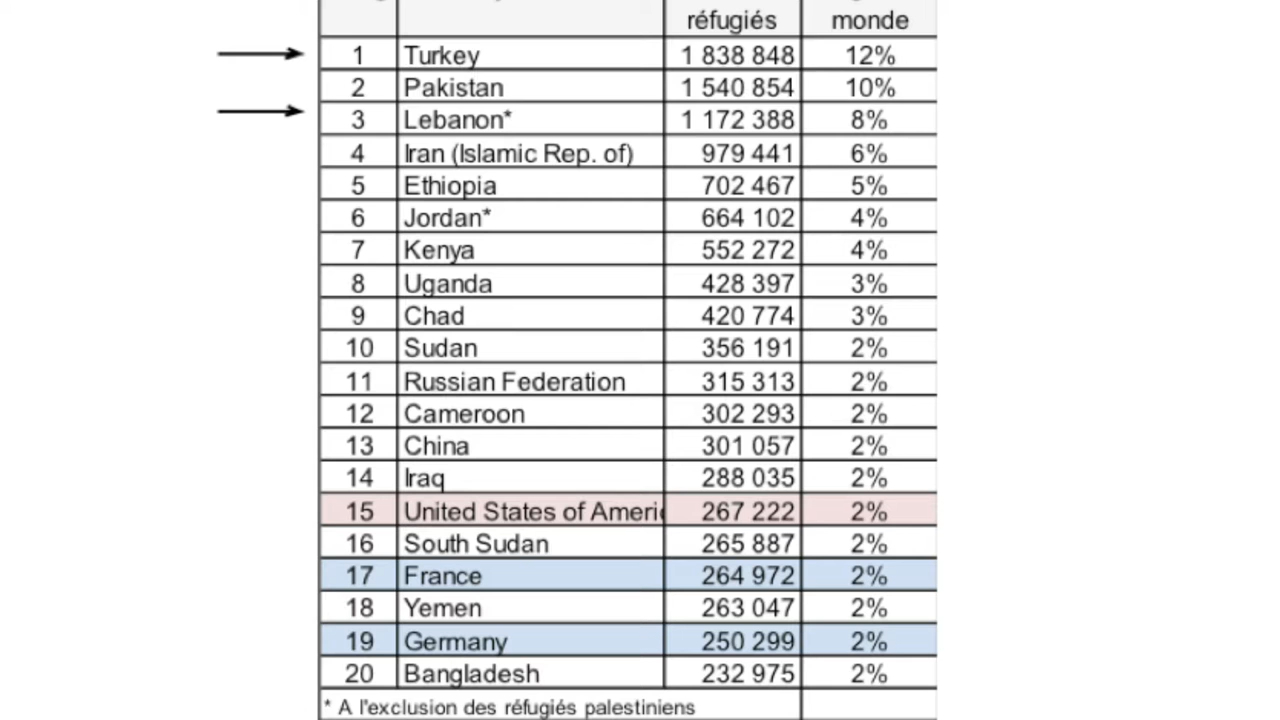 réfugiés monde
1 Turkey 1 838 848 12%
2 Pakistan 1 540 854 10%
3 Lebanon* 1 172 388 8%
4 Iran (Islamic Rep. of) 979 441 6%
5 Ethiopia 702 467 5%
6 Jordan* 664 102 4%
7 Kenya 552 272 4%
8 Uganda 428 397 3%
9 Chad 420 774 3%
10 Sudan 356 191 2%
11 Russian Federation 315 313 2%
12 Cameroon 302 293 2%
13 China 301 057 2%
14 Iraq 288 035 2%
15 United States of Americ 267 222 2%
16 South Sudan 265 887 2%
17 France 264 972 2%
18 Yemen 263 047 2%
19 Germany 250 299 2%
20 Bangladesh 232 975 2%
* A l'exclusion des réfugiés palestiniens